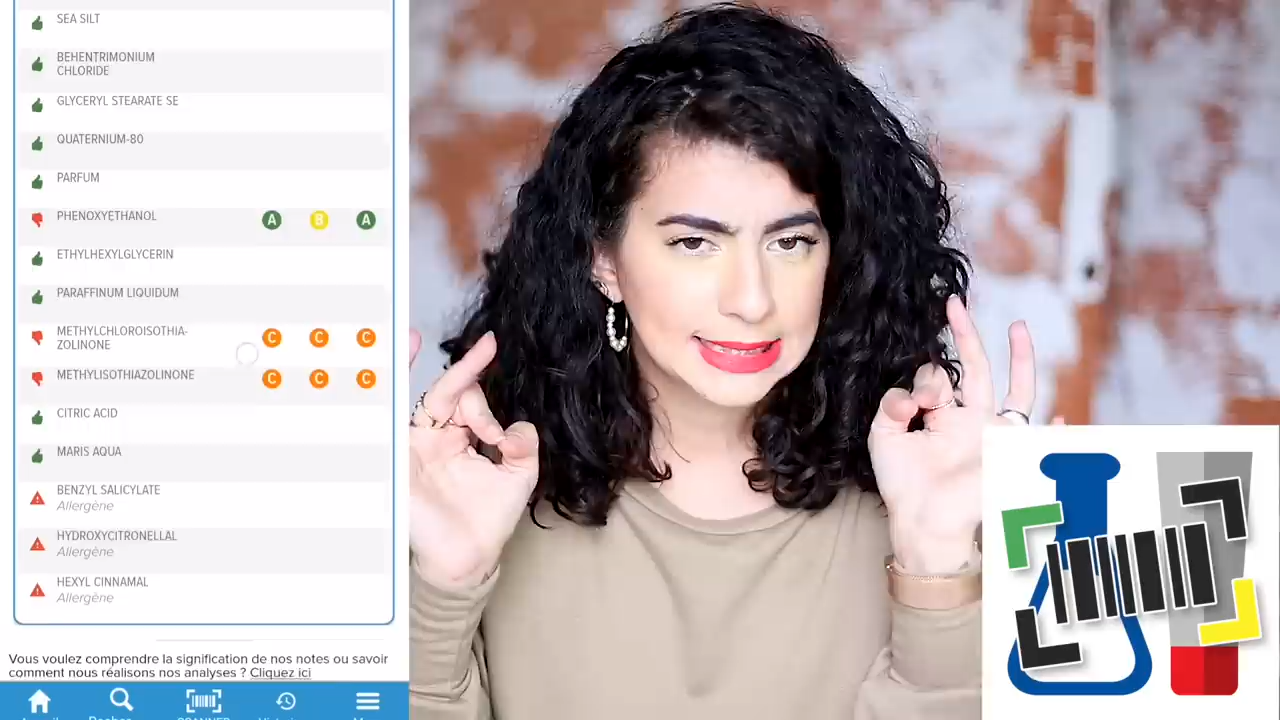 SEA SILT
BEHENTRIMONIUM
CHLORIDE
GLYCERYL STEARATE SE
QUATERNIUM-80
PARFUM
PHENOXYETHANOL A B A
ETHYLHEXYLGLYCERIN
PARAFFINUM LIQUIDUM
METHYLCHLOROISOTHIA-
ZOLINONE C C C
METHYLISOTHIAZOLINONE C C C
CITRIC ACID
MARIS AQUA
BENZYL SALICYLATE
Allergène
HYDROXYCITRONELLAL
Allergène
HEXYL CINNAMAL
Allergène
Vous voulez comprendre la signification de nos notes ou savoir
comment nous réalisons nos analyses ? Cliquez ici